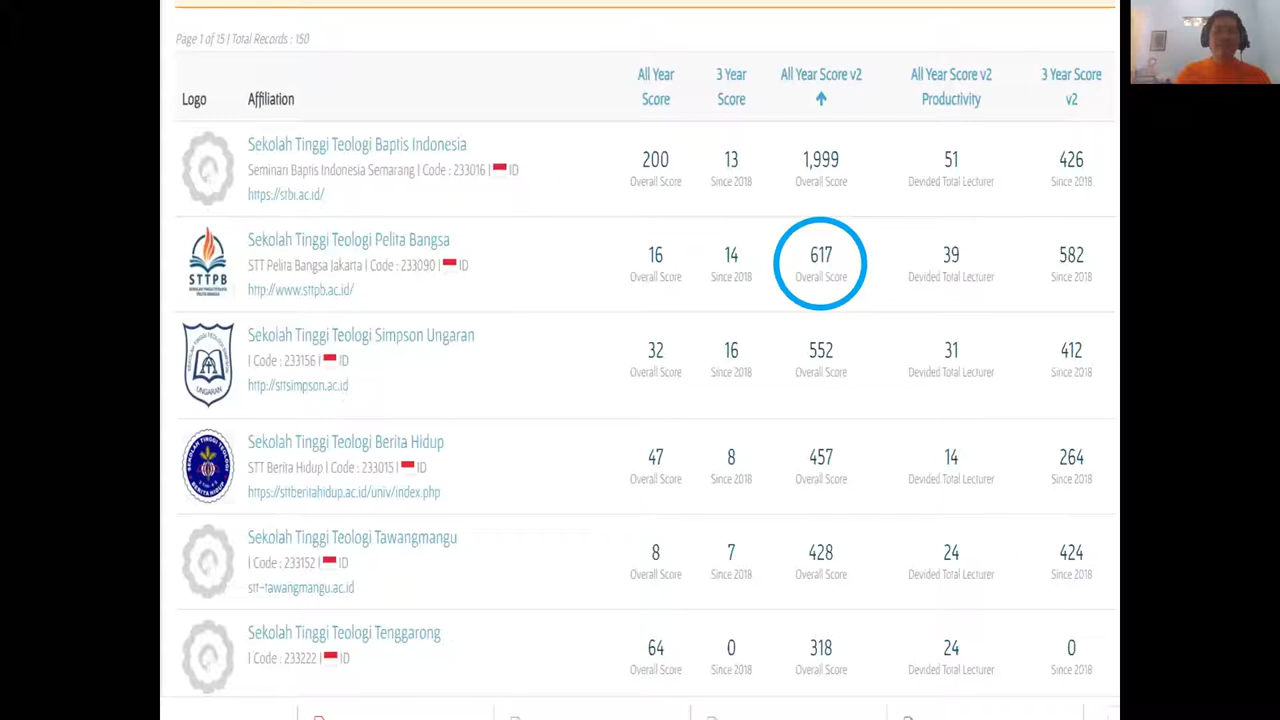 Page 1 of 15 | Total Records : 150
Logo Affiliation All Year Score 3 Year Score All Year Score v2 All Year Score v2 Productivity 3 Year Score v2
Sekolah Tinggi Teologi Baptis Indonesia
Seminari Baptis Indonesia Semarang | Code : 233016 | ID
https://stbi.ac.id/
200 13 1,999 51 426
Overall Score Since 2018 Overall Score Devided Total Lecturer Since 2018
Sekolah Tinggi Teologi Pelita Bangsa
STT Pelita Bangsa Jakarta | Code : 233090 | ID
http://www.sttpb.ac.id/
16 14 617 39 582
Overall Score Since 2018 Overall Score Devided Total Lecturer Since 2018
STTPB
Sekolah Tinggi Teologi Simpson Ungaran
| Code : 233156 | ID
http://sttsimpson.ac.id
32 16 552 31 412
Overall Score Since 2018 Overall Score Devided Total Lecturer Since 2018
UNGARAN
Sekolah Tinggi Teologi Berita Hidup
STT Berita Hidup | Code : 233015 | ID
https://sttberitahidup.ac.id/univ/index.php
47 8 457 14 264
Overall Score Since 2018 Overall Score Devided Total Lecturer Since 2018
SEKOLAH TINGGI TEOLOGI
BERITA HIDUP
Sekolah Tinggi Teologi Tawangmangu
| Code : 233152 | ID
stt-tawangmangu.ac.id
8 7 428 24 424
Overall Score Since 2018 Overall Score Devided Total Lecturer Since 2018
Sekolah Tinggi Teologi Tenggarong
| Code : 233222 | ID
64 0 318 24 0
Overall Score Since 2018 Overall Score Devided Total Lecturer Since 2018